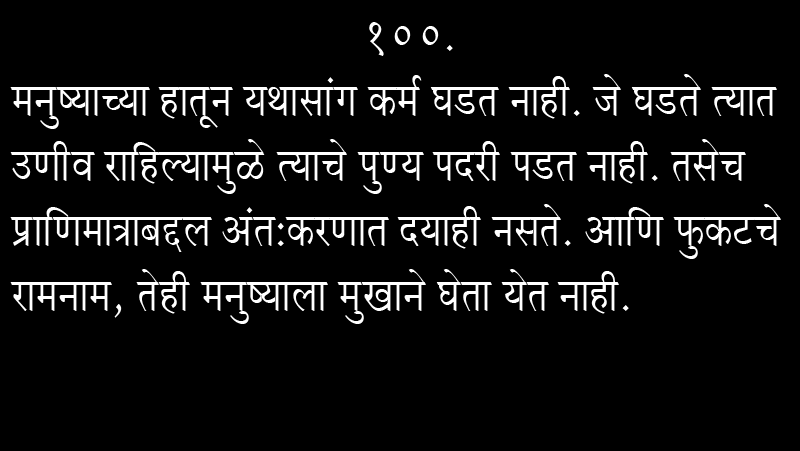 १००.
मनुष्याच्या हातून यथासांग कर्म घडत नाही. जे घडते त्यात
उणीव राहिल्यामुळे त्याचे पुण्य पदरी पडत नाही. तसेच
प्राणिमात्राबद्दल अंत:करणात दयाही नसते. आणि फुकटचे
रामनाम, तेही मनुष्याला मुखाने घेता येत नाही.